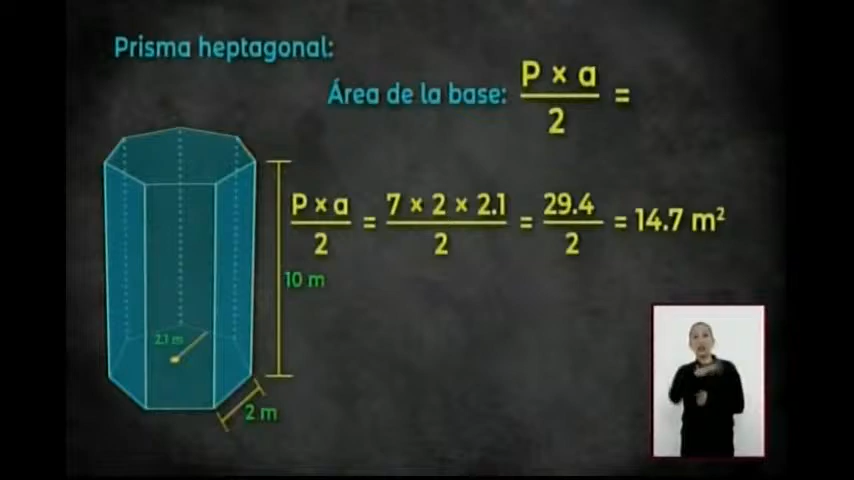 Prisma heptagonal:
Área de la base: P × a / 2 =
P × a / 2 = 7 × 2 × 2.1 / 2 = 29.4 / 2 = 14.7 m²
10 m
2.1 m
2 m